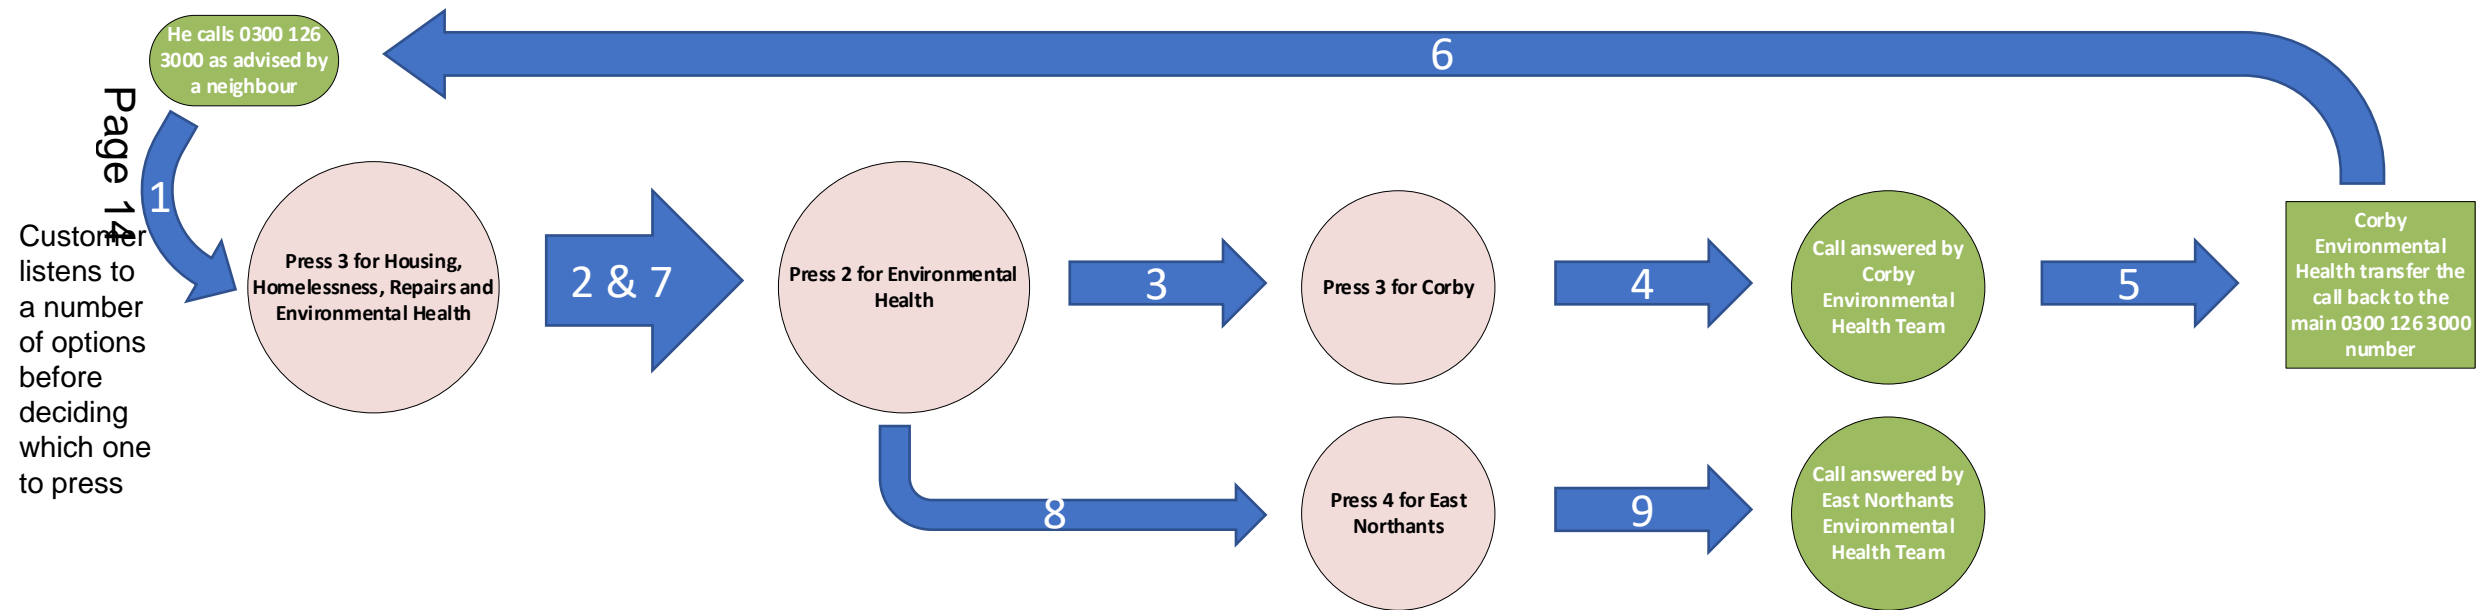 He calls 0300 126
3000 as advised by
a neighbour
6
Page 14
1
Customer
listens to
a number
of options
before
deciding
which one
to press
Press 3 for Housing,
Homelessness, Repairs and
Environmental Health
2 & 7
Press 2 for Environmental
Health
3
Press 3 for Corby
4
Call answered by
Corby
Environmental
Health Team
5
Corby
Environmental
Health transfer the
call back to the
main 0300 126 3000
number
8
Press 4 for East
Northants
9
Call answered by
East Northants
Environmental
Health Team